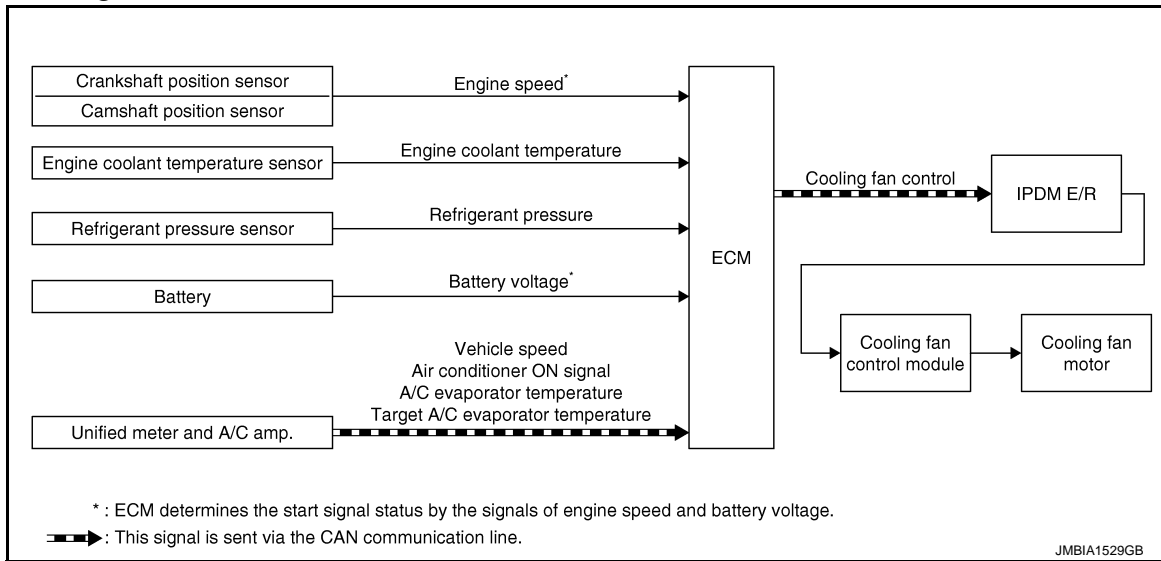 Crankshaft position sensor
Camshaft position sensor
Engine speed*
Engine coolant temperature sensor
Engine coolant temperature
Refrigerant pressure sensor
Refrigerant pressure
Battery
Battery voltage*
Unified meter and A/C amp.
Vehicle speed
Air conditioner ON signal
A/C evaporator temperature
Target A/C evaporator temperature
ECM
Cooling fan control
IPDM E/R
Cooling fan
control module
Cooling fan
motor
* : ECM determines the start signal status by the signals of engine speed and battery voltage.
: This signal is sent via the CAN communication line.
JMBIA1529GB